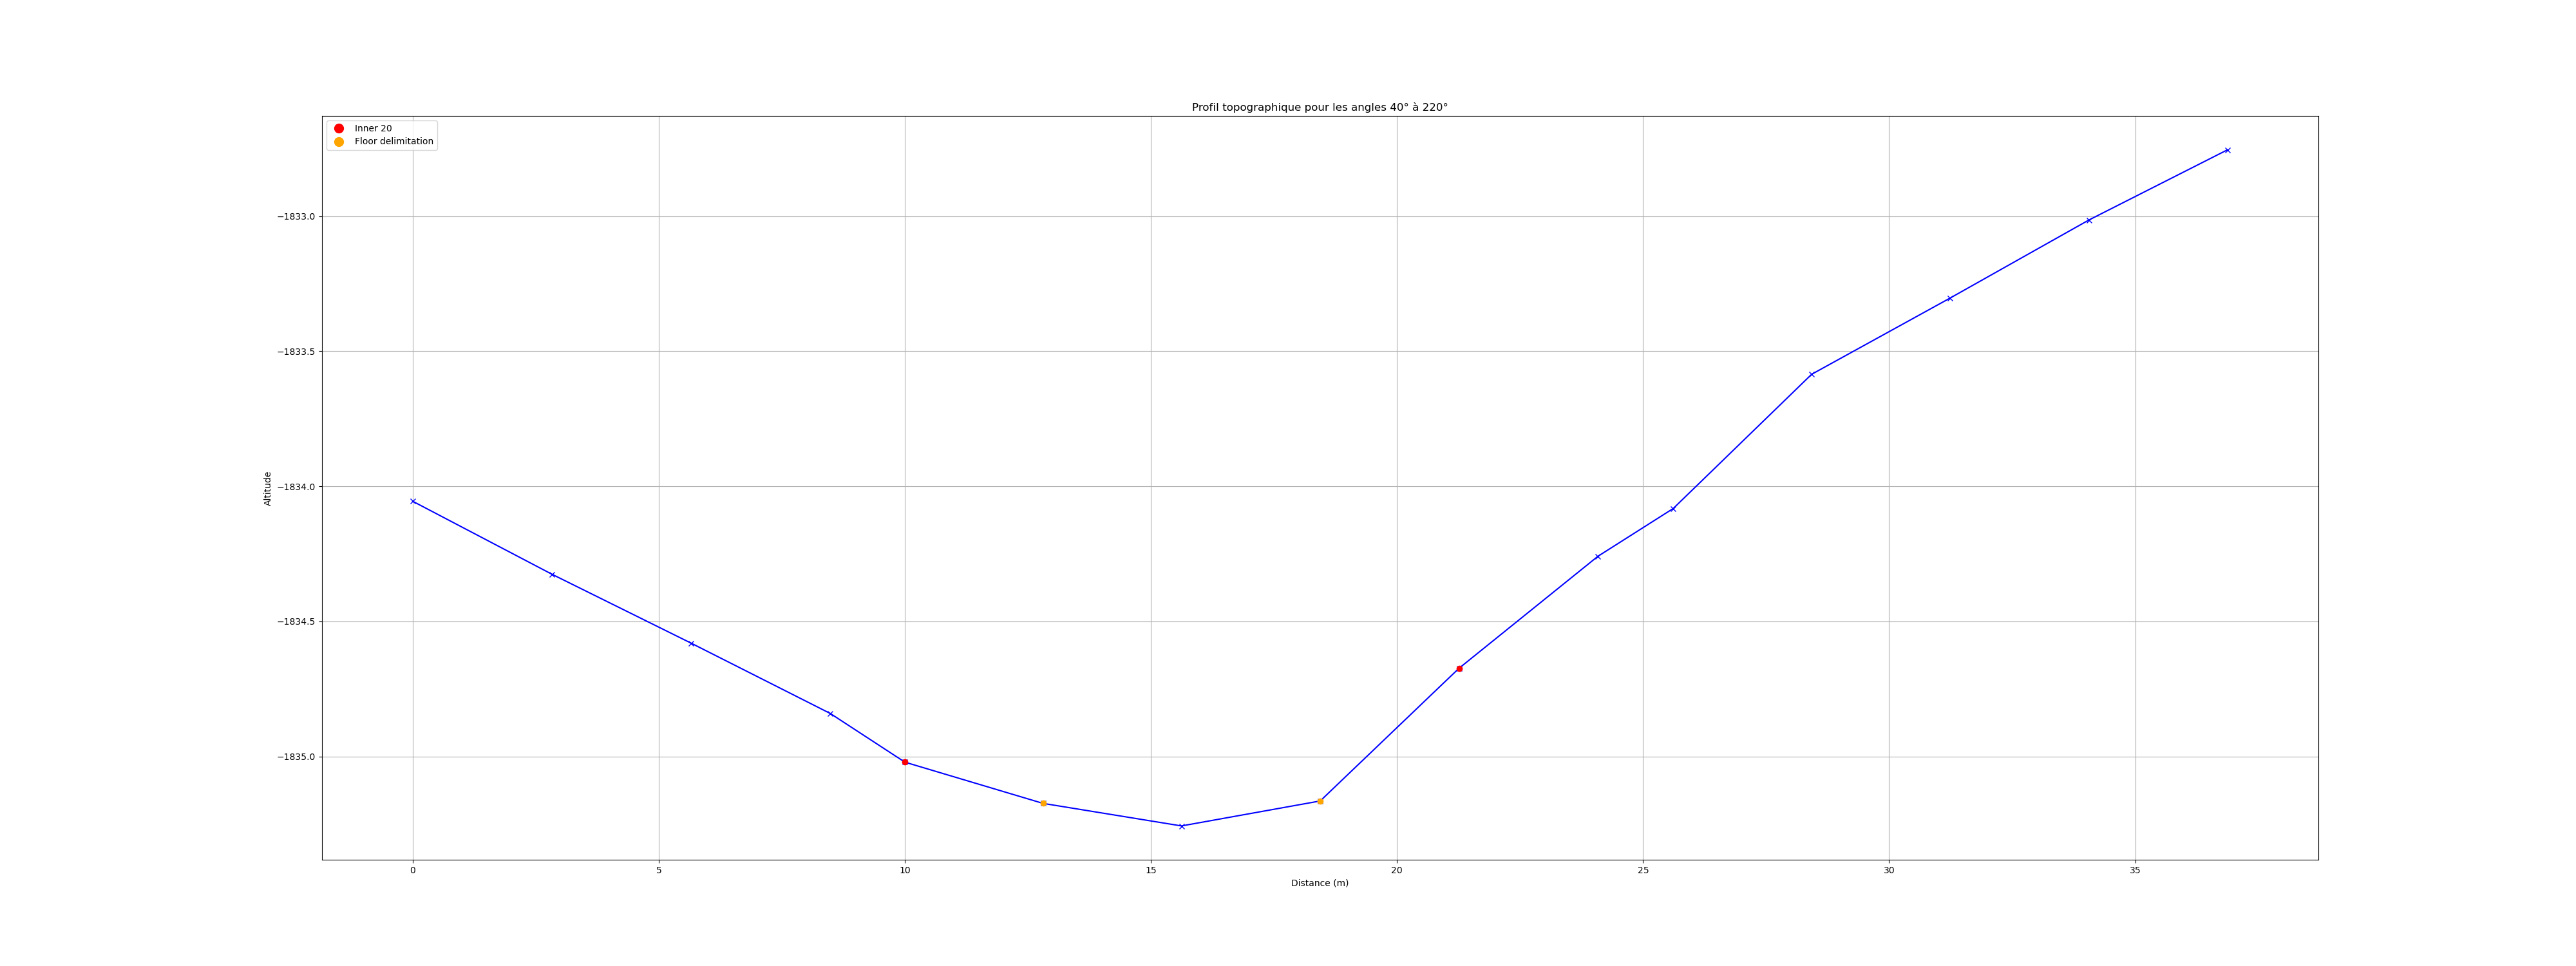 Profil topographique pour les angles 40° à 220°
Inner 20
Floor delimitation
−1833.0
−1833.5
−1834.0
−1834.5
−1835.0
Altitude
0 5 10 15 20 25 30 35
Distance (m)